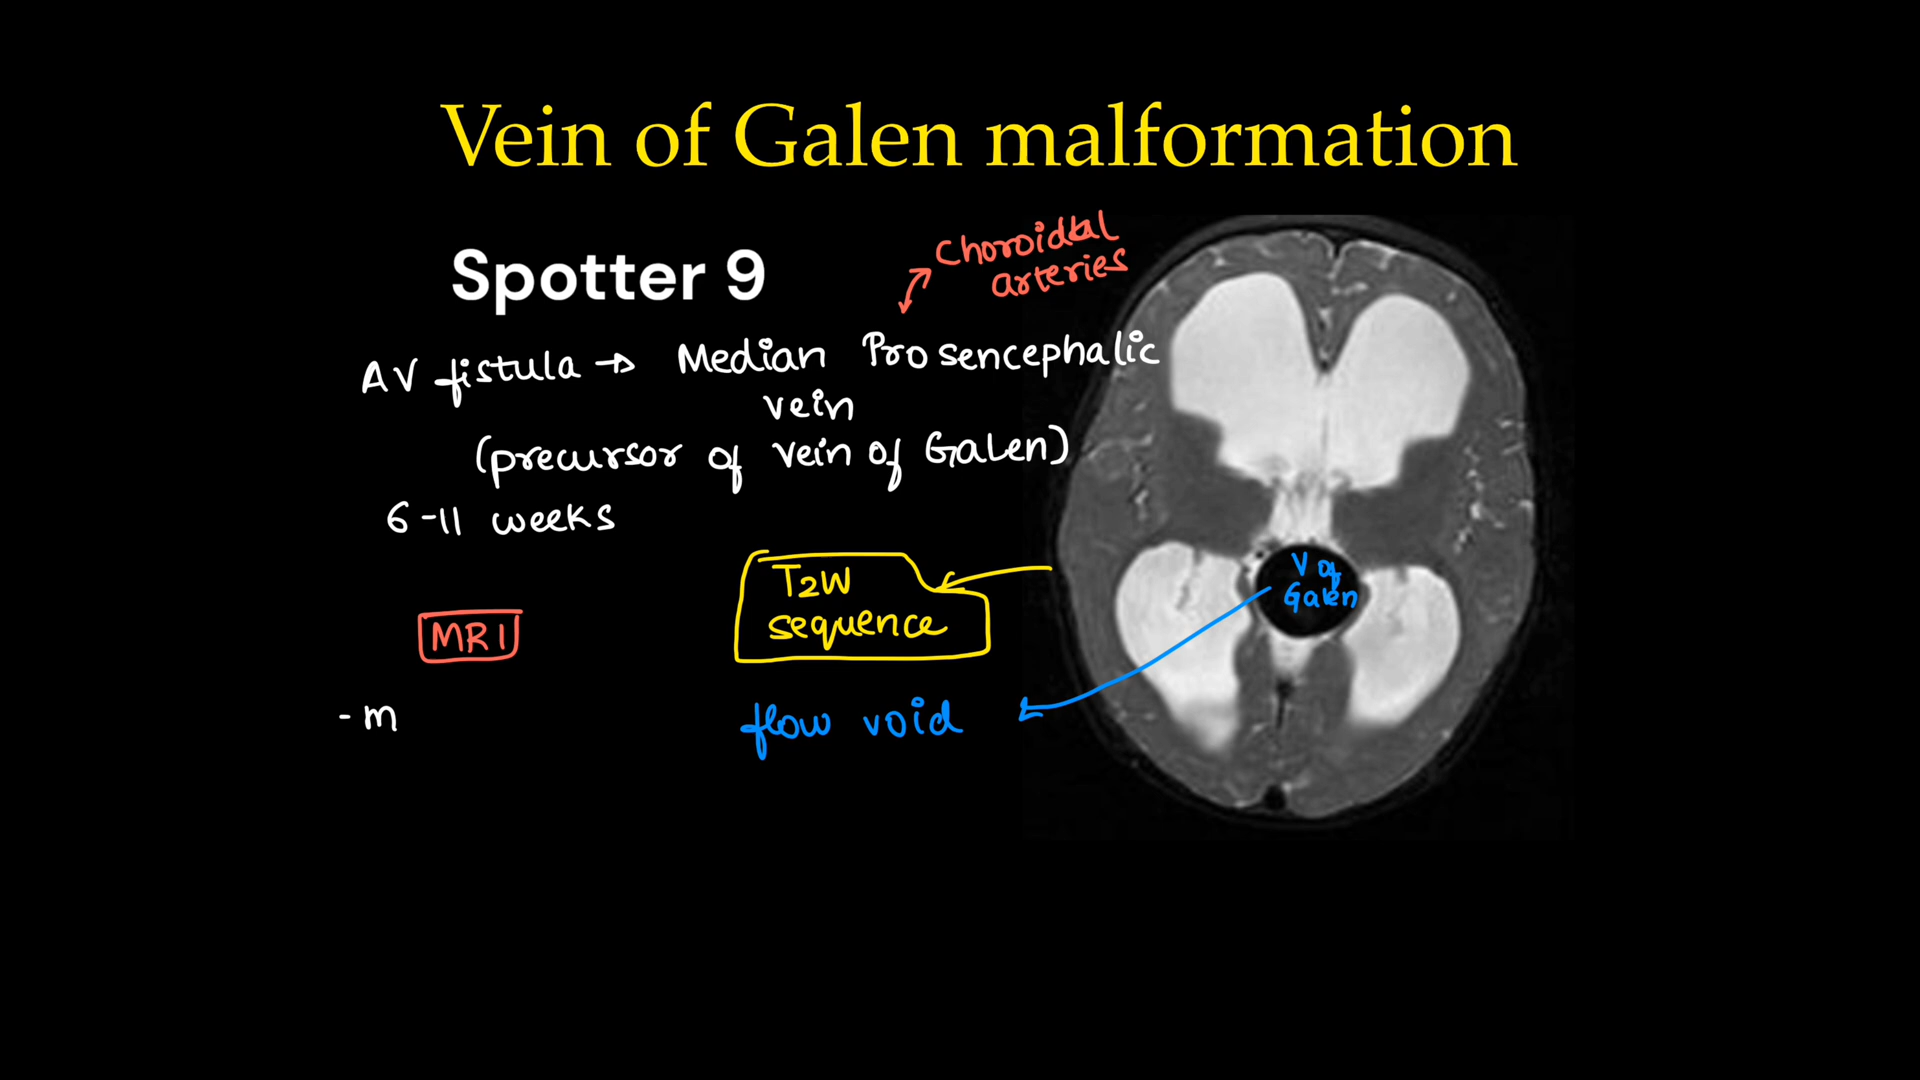 Vein of Galen malformation
Spotter 9
Choroidal
arteries
AV fistula → Median Prosencephalic
vein
(precursor of vein of Galen)
6-11 weeks
T2W
sequence
V of
Galen
MRI
- m
flow void